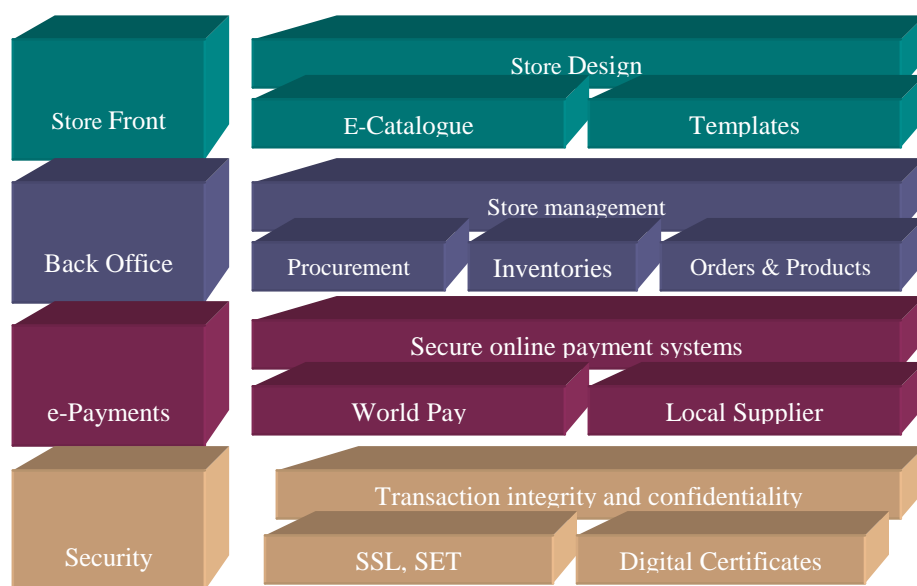 Store Front
Store Design
E-Catalogue
Templates
Back Office
Store management
Procurement
Inventories
Orders & Products
e-Payments
Secure online payment systems
World Pay
Local Supplier
Security
Transaction integrity and confidentiality
SSL, SET
Digital Certificates